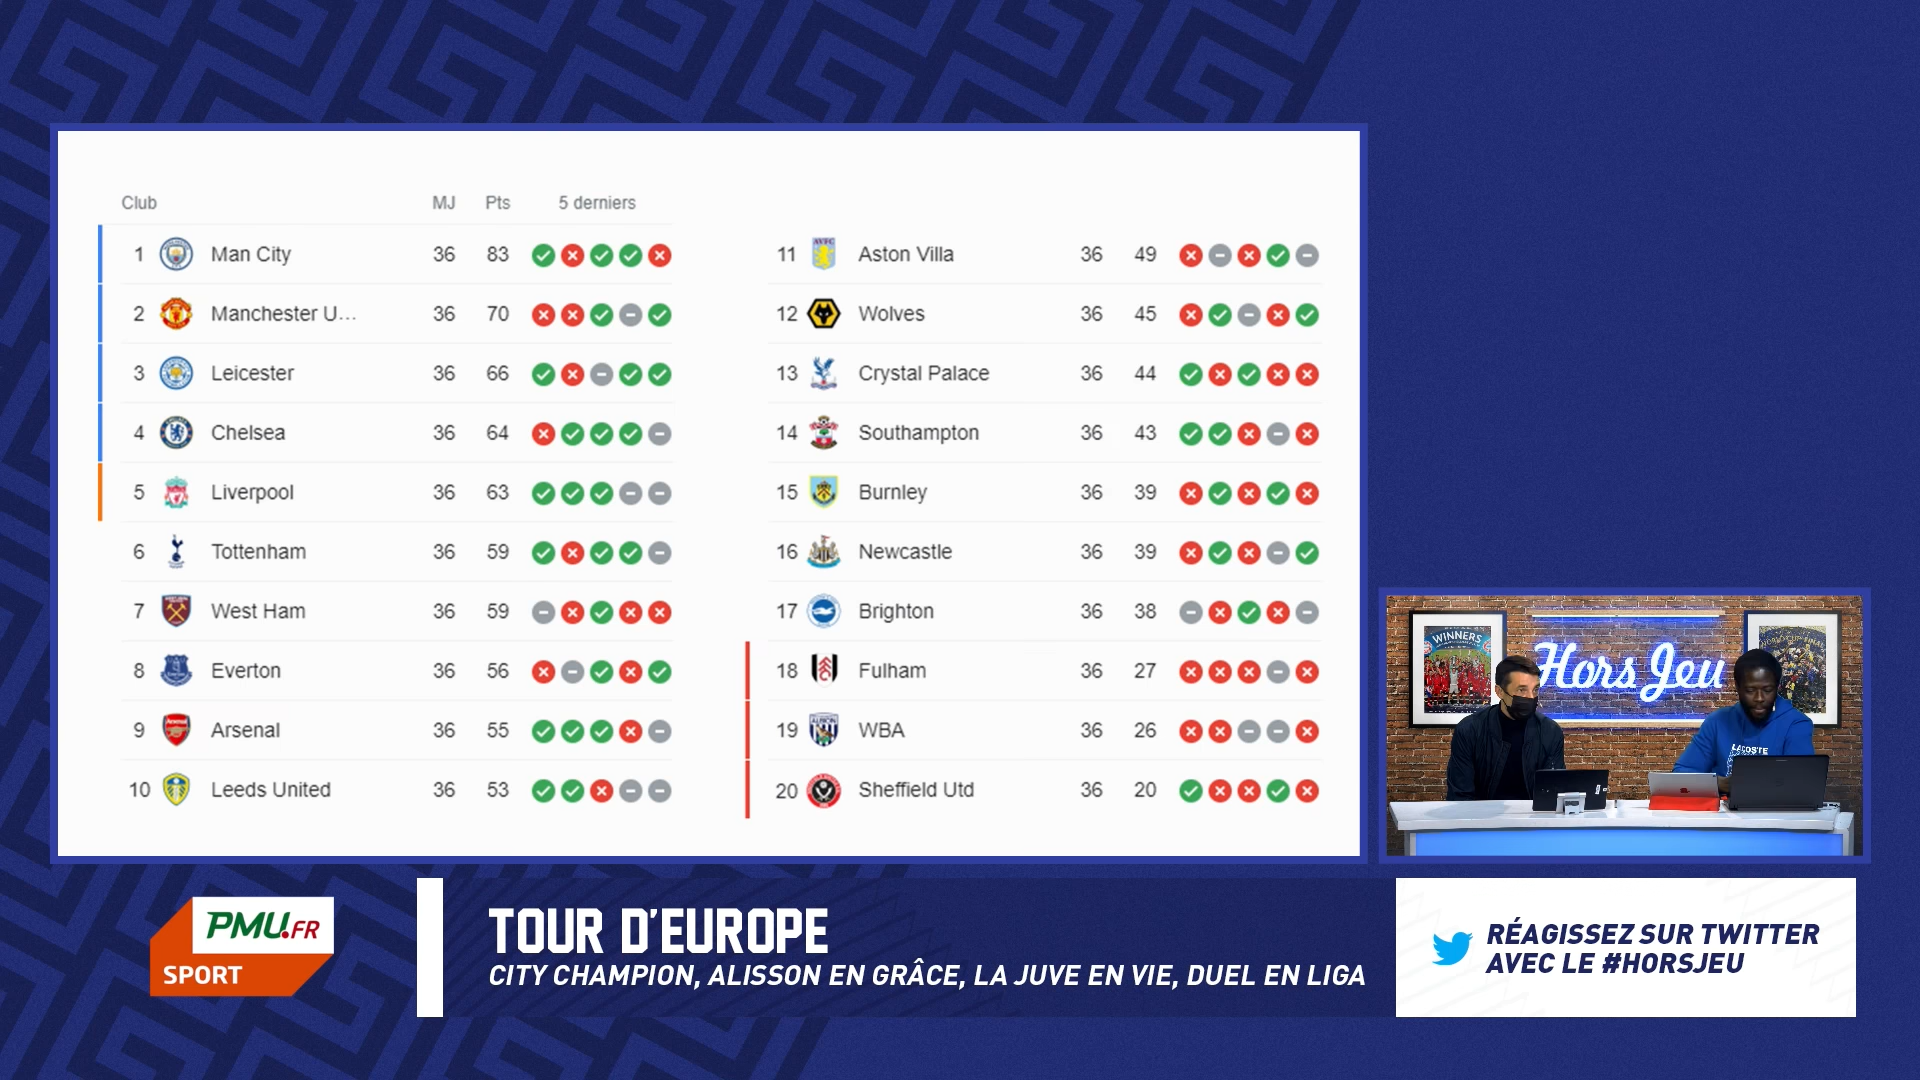 Club MJ Pts 5 derniers
1 Man City 36 83
2 Manchester U... 36 70
3 Leicester 36 66
4 Chelsea 36 64
5 Liverpool 36 63
6 Tottenham 36 59
7 West Ham 36 59
8 Everton 36 56
9 Arsenal 36 55
10 Leeds United 36 53
11 Aston Villa 36 49
12 Wolves 36 45
13 Crystal Palace 36 44
14 Southampton 36 43
15 Burnley 36 39
16 Newcastle 36 39
17 Brighton 36 38
18 Fulham 36 27
19 WBA 36 26
20 Sheffield Utd 36 20
WINNERS
Hors Jeu
LACOSTE
PMU.FR
SPORT
TOUR D'EUROPE
CITY CHAMPION, ALISSON EN GRÂCE, LA JUVE EN VIE, DUEL EN LIGA
RÉAGISSEZ SUR TWITTER
AVEC LE #HORSJEU